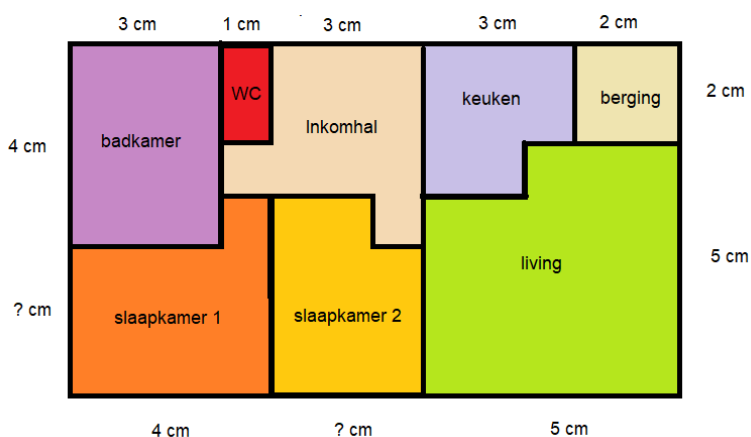 3 cm 1 cm 3 cm 3 cm 2 cm
WC
keuken
berging
2 cm
Inkomhal
badkamer
4 cm
living
5 cm
? cm
slaapkamer 1
slaapkamer 2
4 cm
? cm
5 cm